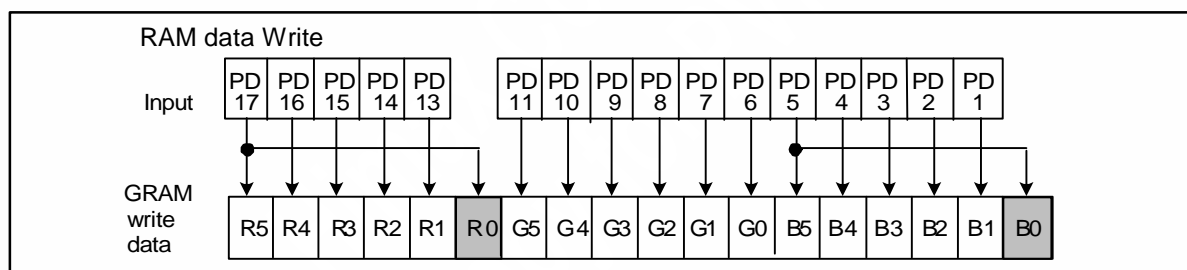 RAM data Write
Input
PD 17 PD 16 PD 15 PD 14 PD 13 PD 11 PD 10 PD 9 PD 8 PD 7 PD 6 PD 5 PD 4 PD 3 PD 2 PD 1
GRAM
write
data
R5 R4 R3 R2 R1 R0 G5 G4 G3 G2 G1 G0 B5 B4 B3 B2 B1 B0